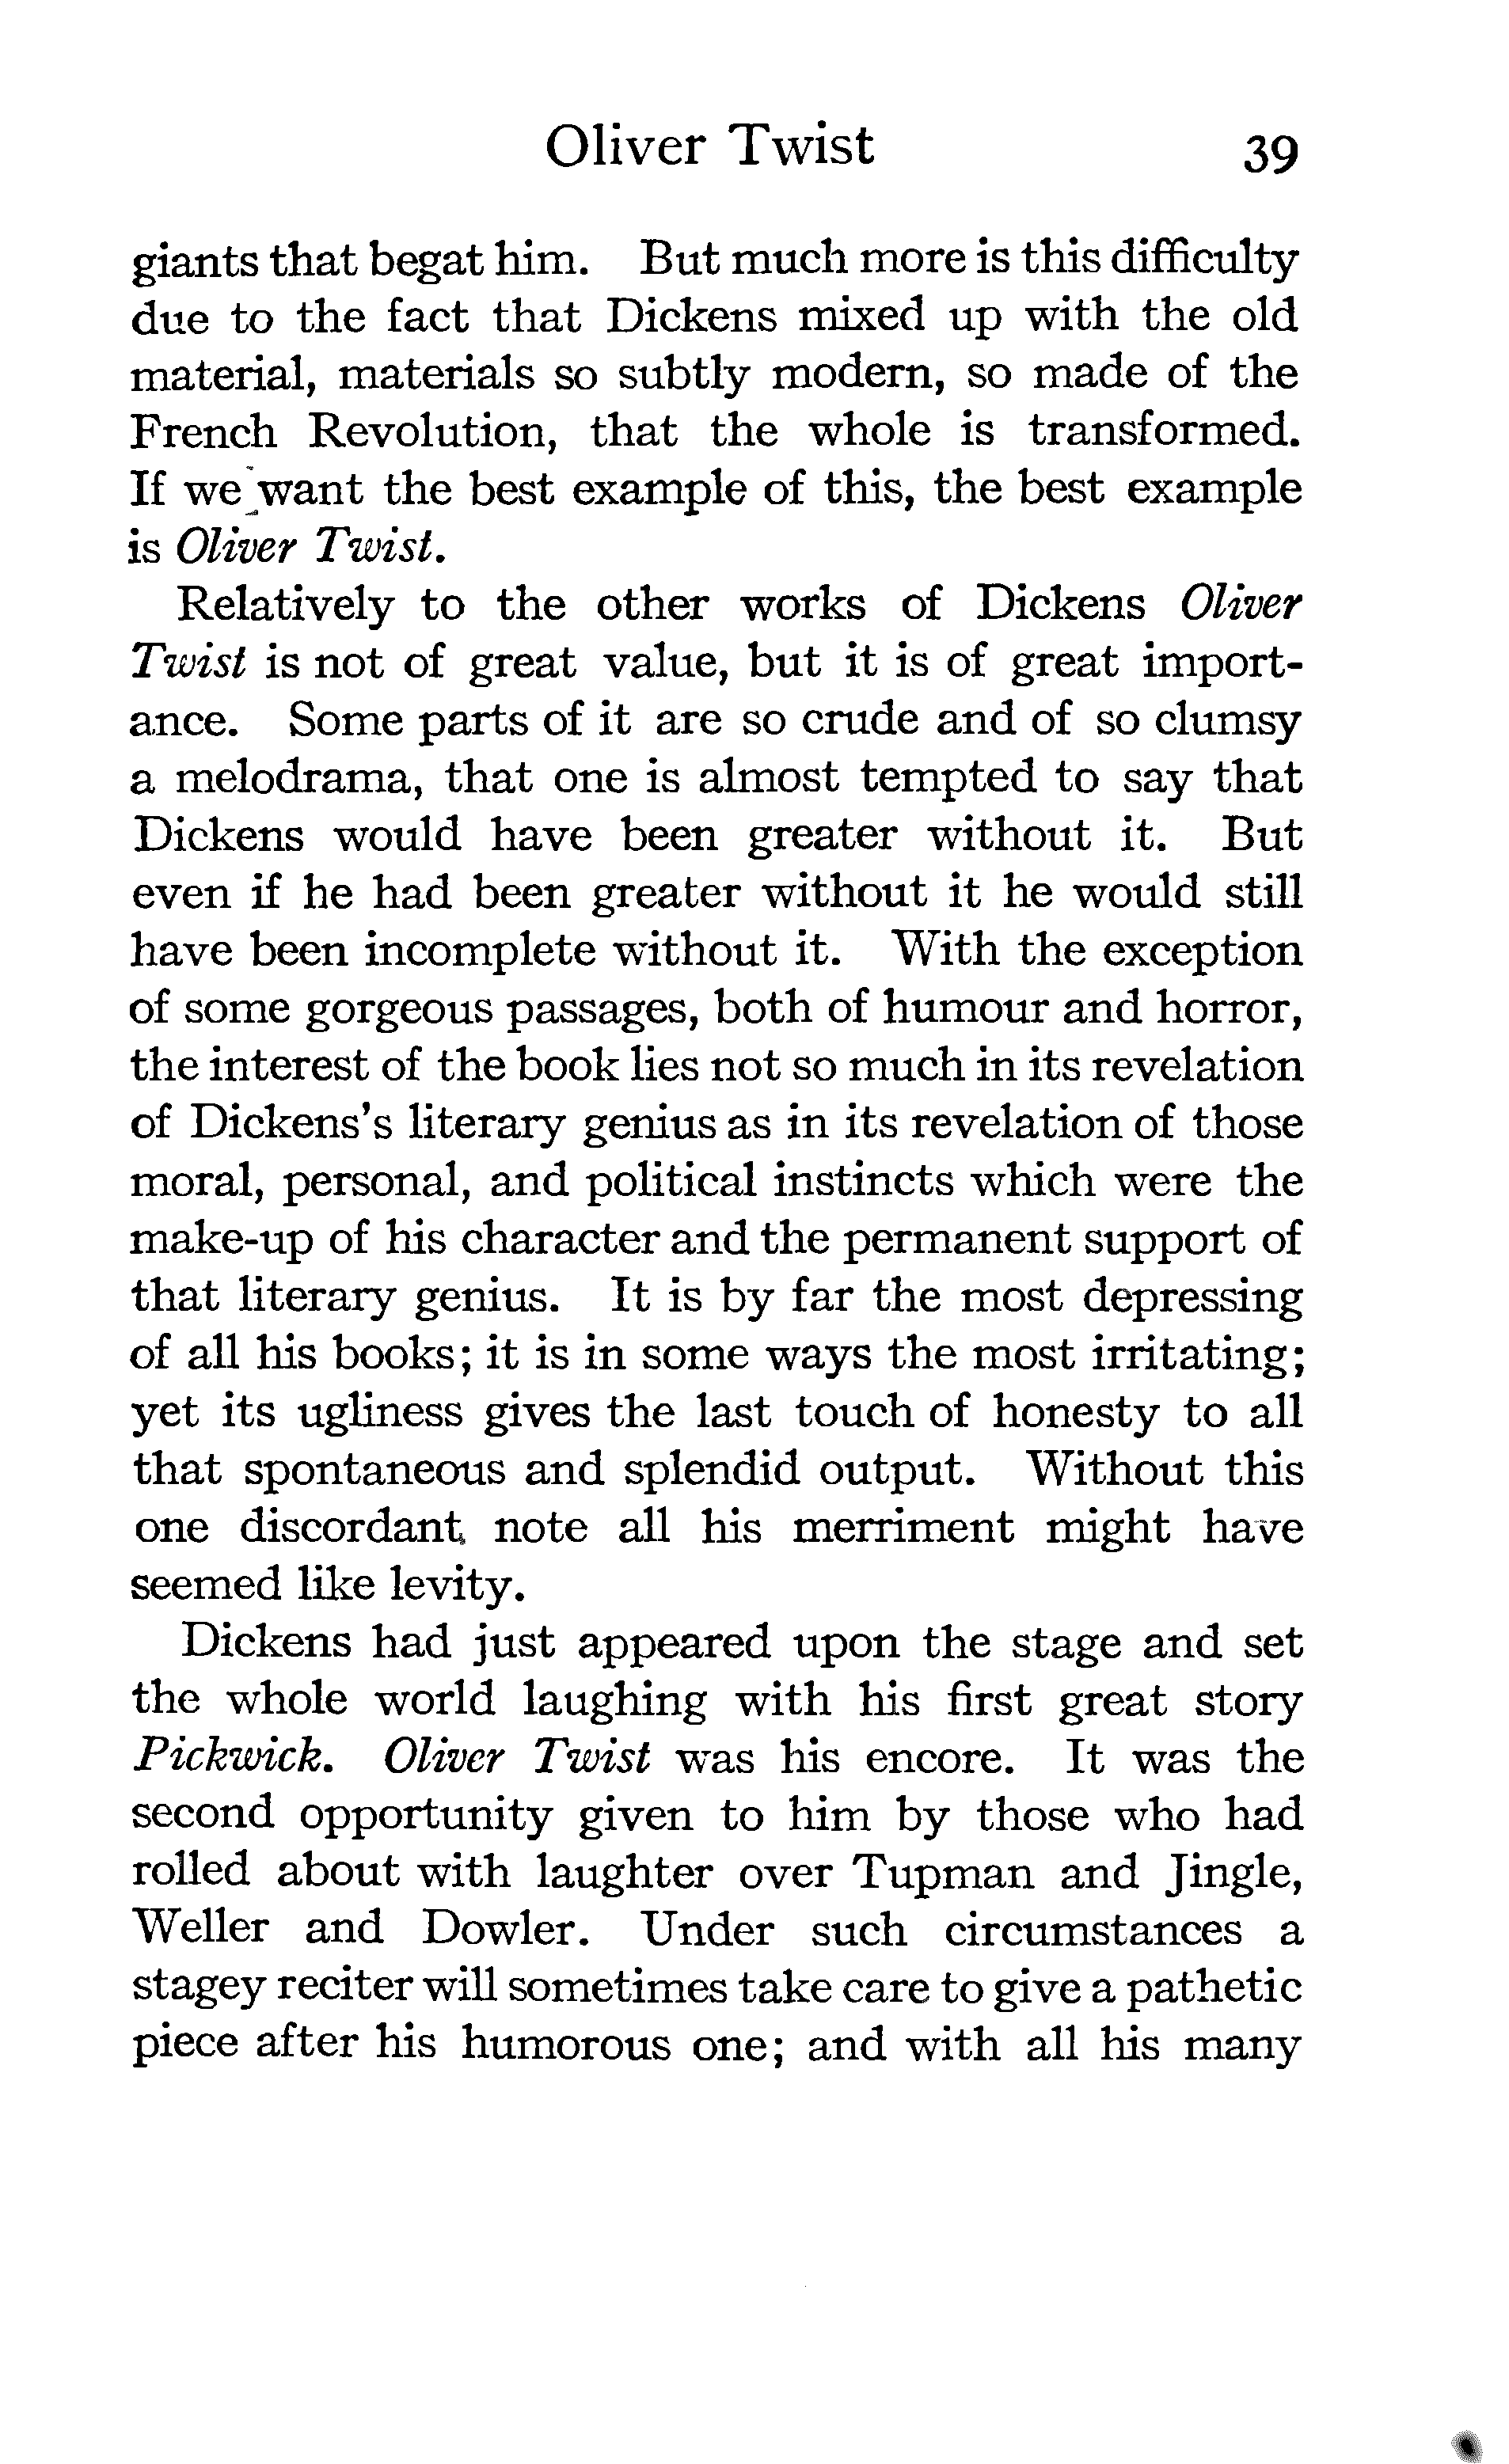 Oliver Twist 39
giants that begat him. But much more is this difficulty
due to the fact that Dickens mixed up with the old
material, materials so subtly modern, so made of the
French Revolution, that the whole is transformed.
If we want the best example of this, the best example
is Oliver Twist.
Relatively to the other works of Dickens Oliver
Twist is not of great value, but it is of great import-
ance. Some parts of it are so crude and of so clumsy
a melodrama, that one is almost tempted to say that
Dickens would have been greater without it. But
even if he had been greater without it he would still
have been incomplete without it. With the exception
of some gorgeous passages, both of humour and horror,
the interest of the book lies not so much in its revelation
of Dickens's literary genius as in its revelation of those
moral, personal, and political instincts which were the
make-up of his character and the permanent support of
that literary genius. It is by far the most depressing
of all his books; it is in some ways the most irritating;
yet its ugliness gives the last touch of honesty to all
that spontaneous and splendid output. Without this
one discordant note all his merriment might have
seemed like levity.
Dickens had just appeared upon the stage and set
the whole world laughing with his first great story
Pickwick. Oliver Twist was his encore. It was the
second opportunity given to him by those who had
rolled about with laughter over Tupman and Jingle,
Weller and Dowler. Under such circumstances a
stagey reciter will sometimes take care to give a pathetic
piece after his humorous one; and with all his many